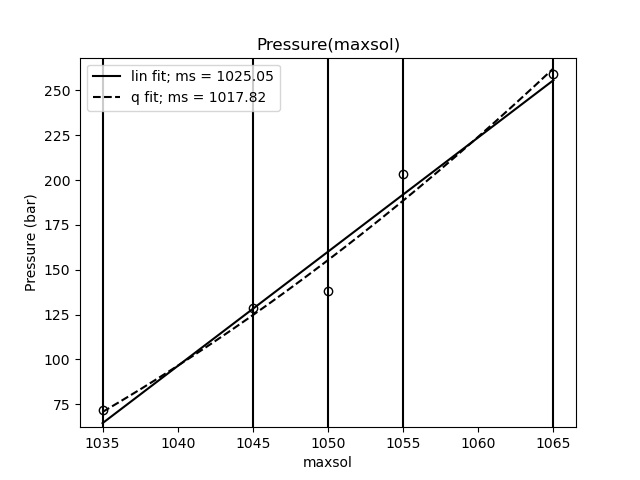 Pressure(maxsol)
lin fit; ms = 1025.05
q fit; ms = 1017.82
Pressure (bar)
250
225
200
175
150
125
100
75
1035 1040 1045 1050 1055 1060 1065
maxsol